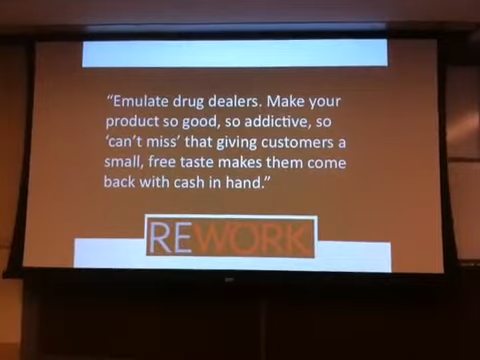 “Emulate drug dealers. Make your
product so good, so addictive, so
‘can’t miss’ that giving customers a
small, free taste makes them come
back with cash in hand.”
REWORK